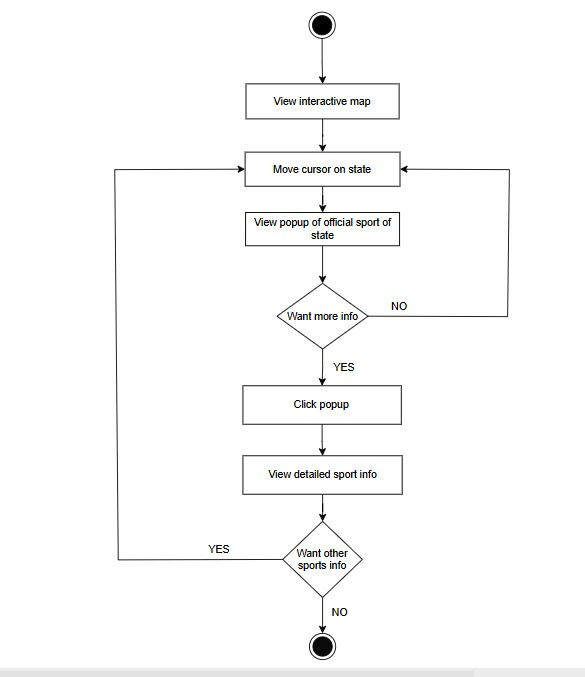 View interactive map
Move cursor on state
View popup of official sport of
state
Want more info
NO
YES
Click popup
View detailed sport info
YES
Want other
sports info
NO